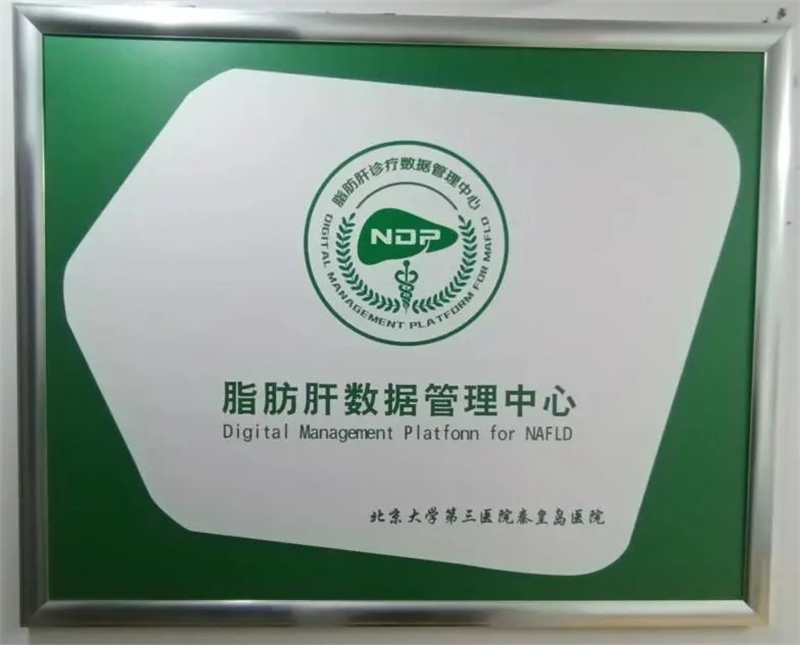 脂肪肝诊疗数据管理中心
NDP
DIGITAL MANAGEMENT PLATFORM FOR MAFLD
脂肪肝数据管理中心
Digital Management Platfonn for NAFLD
北京大学第三医院秦皇岛医院